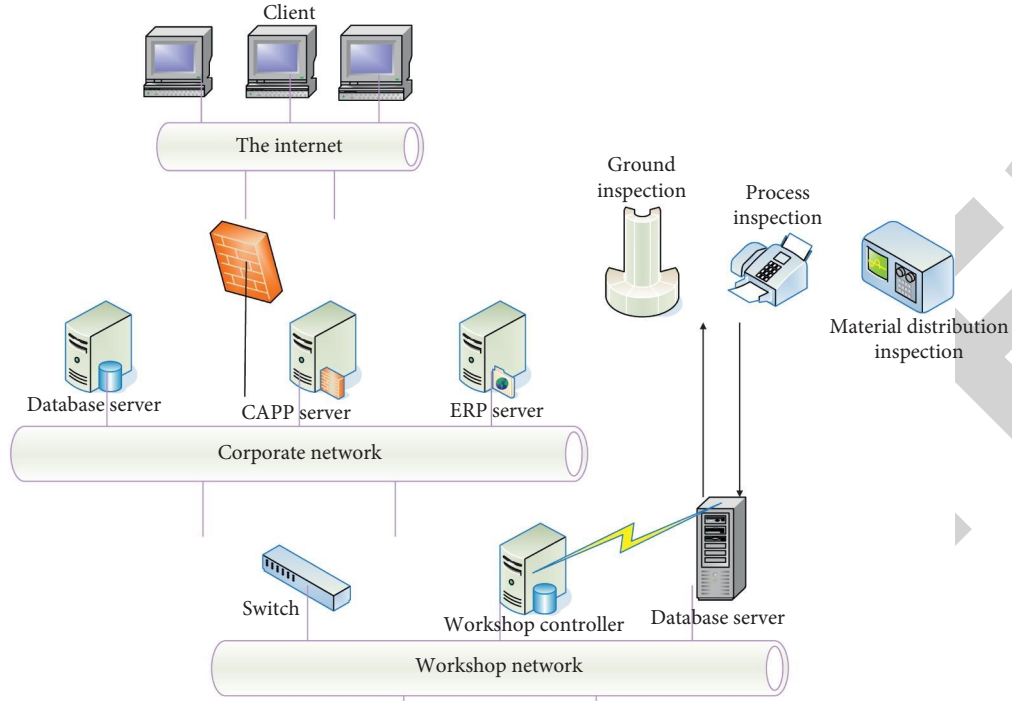 Client
The internet
Ground
inspection
Process
inspection
Material distribution
inspection
Database server
CAPP server
ERP server
Corporate network
Switch
Workshop controller
Database server
Workshop network